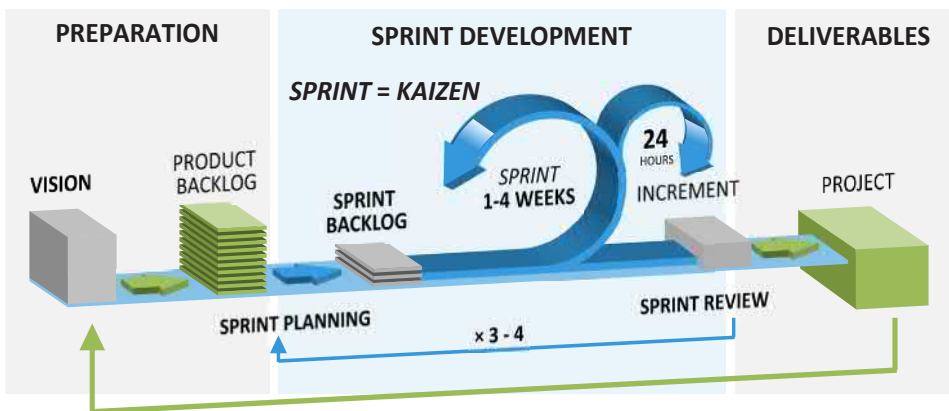 PREPARATION
SPRINT DEVELOPMENT
DELIVERABLES
SPRINT = KAIZEN
24
HOURS
VISION
PRODUCT
BACKLOG
SPRINT
BACKLOG
SPRINT
1-4 WEEKS
INCREMENT
PROJECT
SPRINT PLANNING
SPRINT REVIEW
× 3 - 4